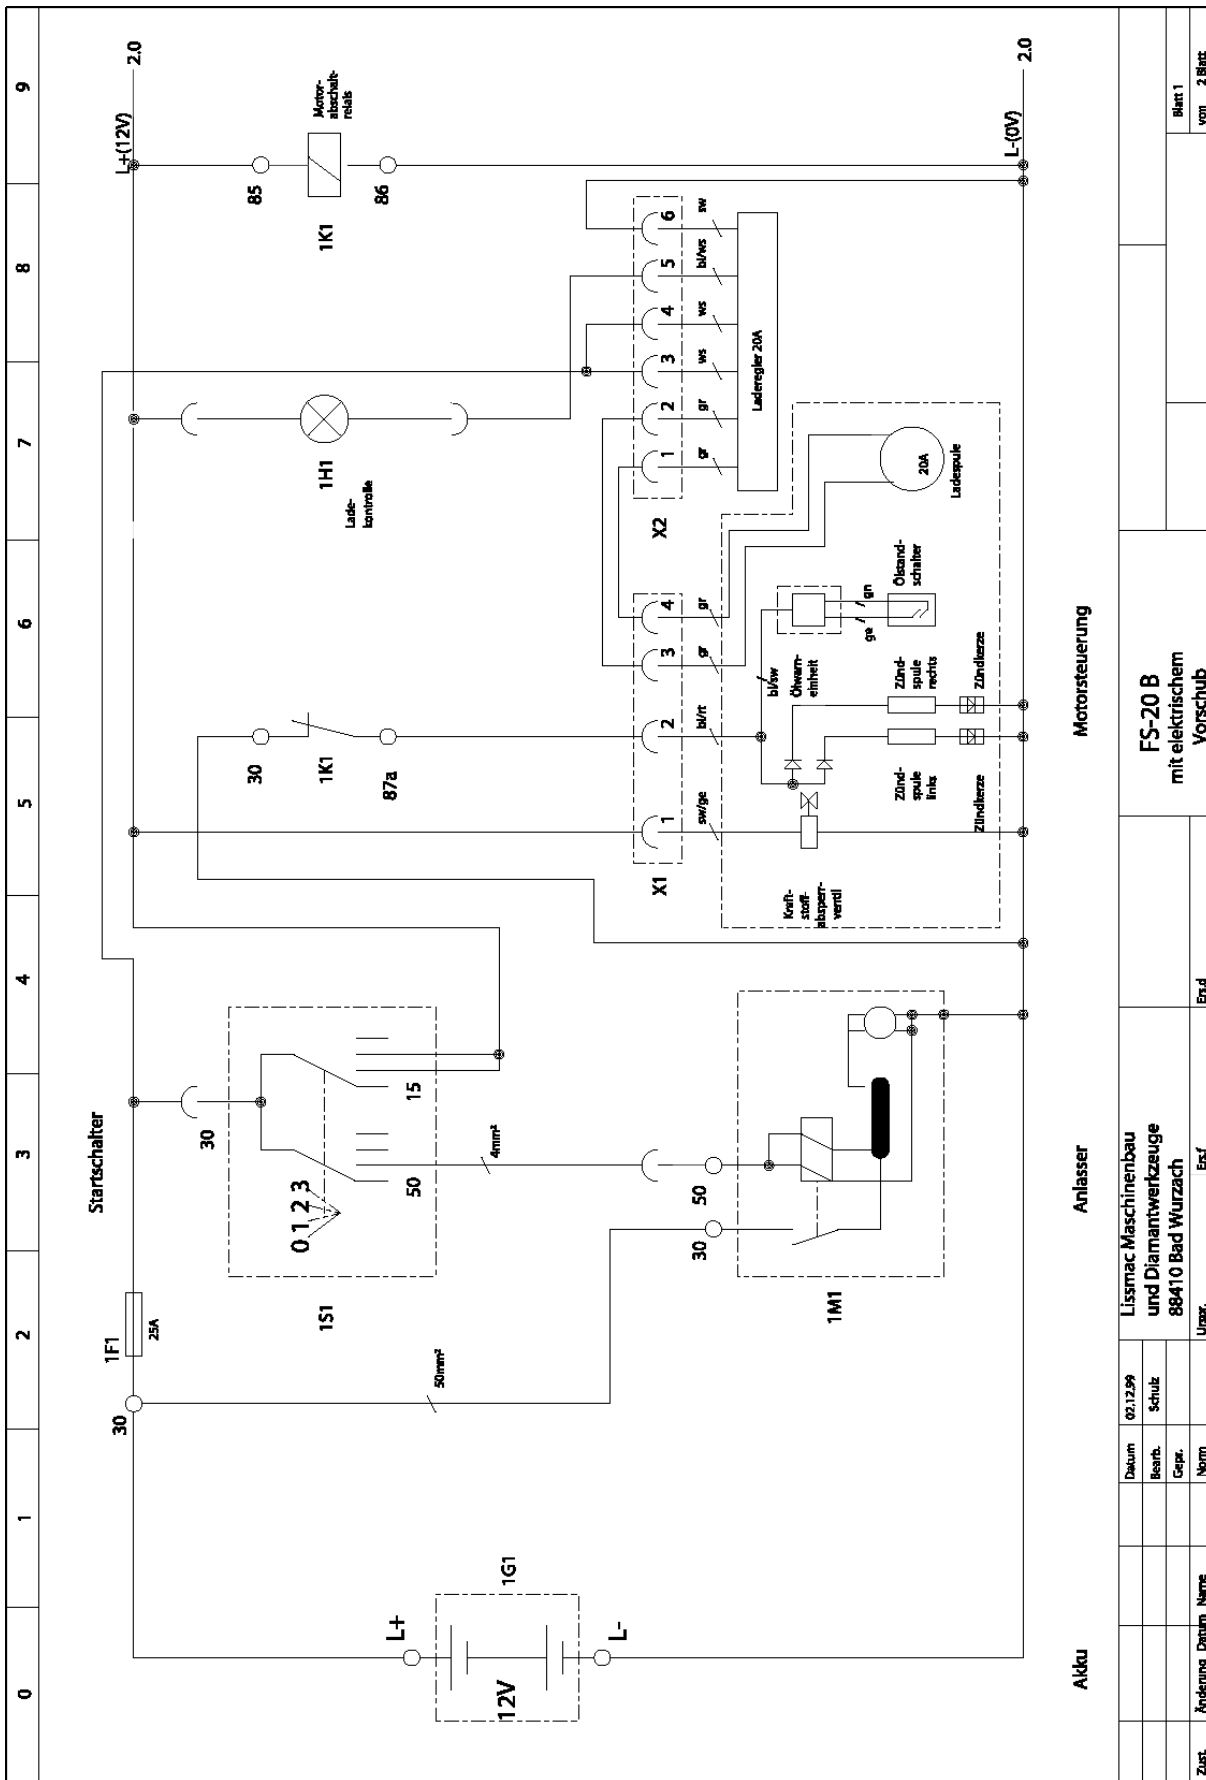 0 1 2 3 4 5 6 7 8 9
Startschalter
L+(12V)
2.0
30
1F1
25A
30
85
Motor-
abschalt-
relais
1K1
86
1H1
Lade-
kontrolle
30
1K1
87a
0 1 2 3
15
50
1S1
4mm²
50mm²
L+
1G1
12V
L-
X1
1 2 3 4
X2
1 2 3 4 5 6
sw/ge
bl/rt
gr
gr
gr
gr
ws
ws
bl/ws
sw
Laderegler 20A
30
50
1M1
Kraft-
stoff-
absperr-
ventil
bl/sw
Ölwarn-
einheit
ge
gn
Ölstand-
schalter
20A
Ladespule
Zünd-
spule
links
Zünd-
spule
rechts
Zündkerze
Zündkerze
L-(0V)
2.0
Akku
Anlasser
Motorsteuerung
Zust.
Änderung
Datum
Name
Datum
02.12.99
Bearb.
Schulz
Gepr.
Norm
Lissmac Maschinenbau
und Diamantwerkzeuge
88410 Bad Wurzach
Urspr.
Ers.f
Ers.d
FS-20 B
mit elektrischem
Vorschub
Blatt 1
von 2 Blatt